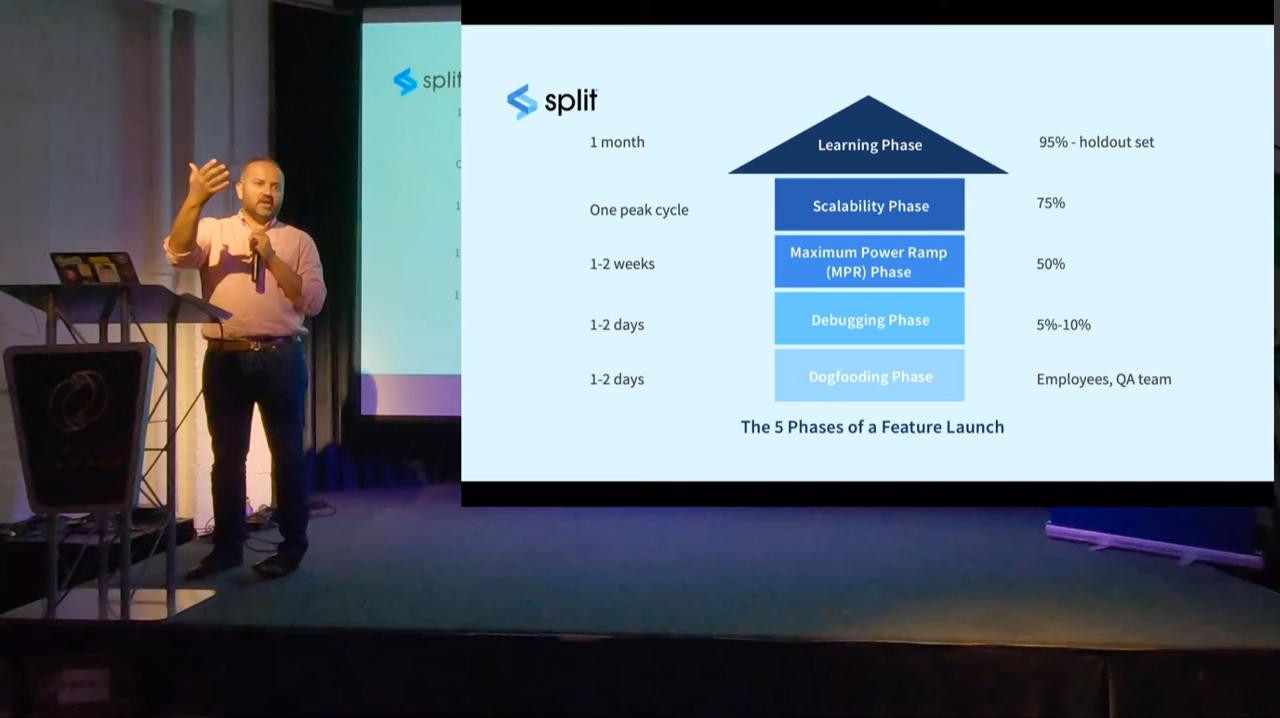 split
split
1 month
Learning Phase
95% - holdout set
One peak cycle
Scalability Phase
75%
1-2 weeks
Maximum Power Ramp
(MPR) Phase
50%
1-2 days
Debugging Phase
5%-10%
1-2 days
Dogfooding Phase
Employees, QA team
The 5 Phases of a Feature Launch